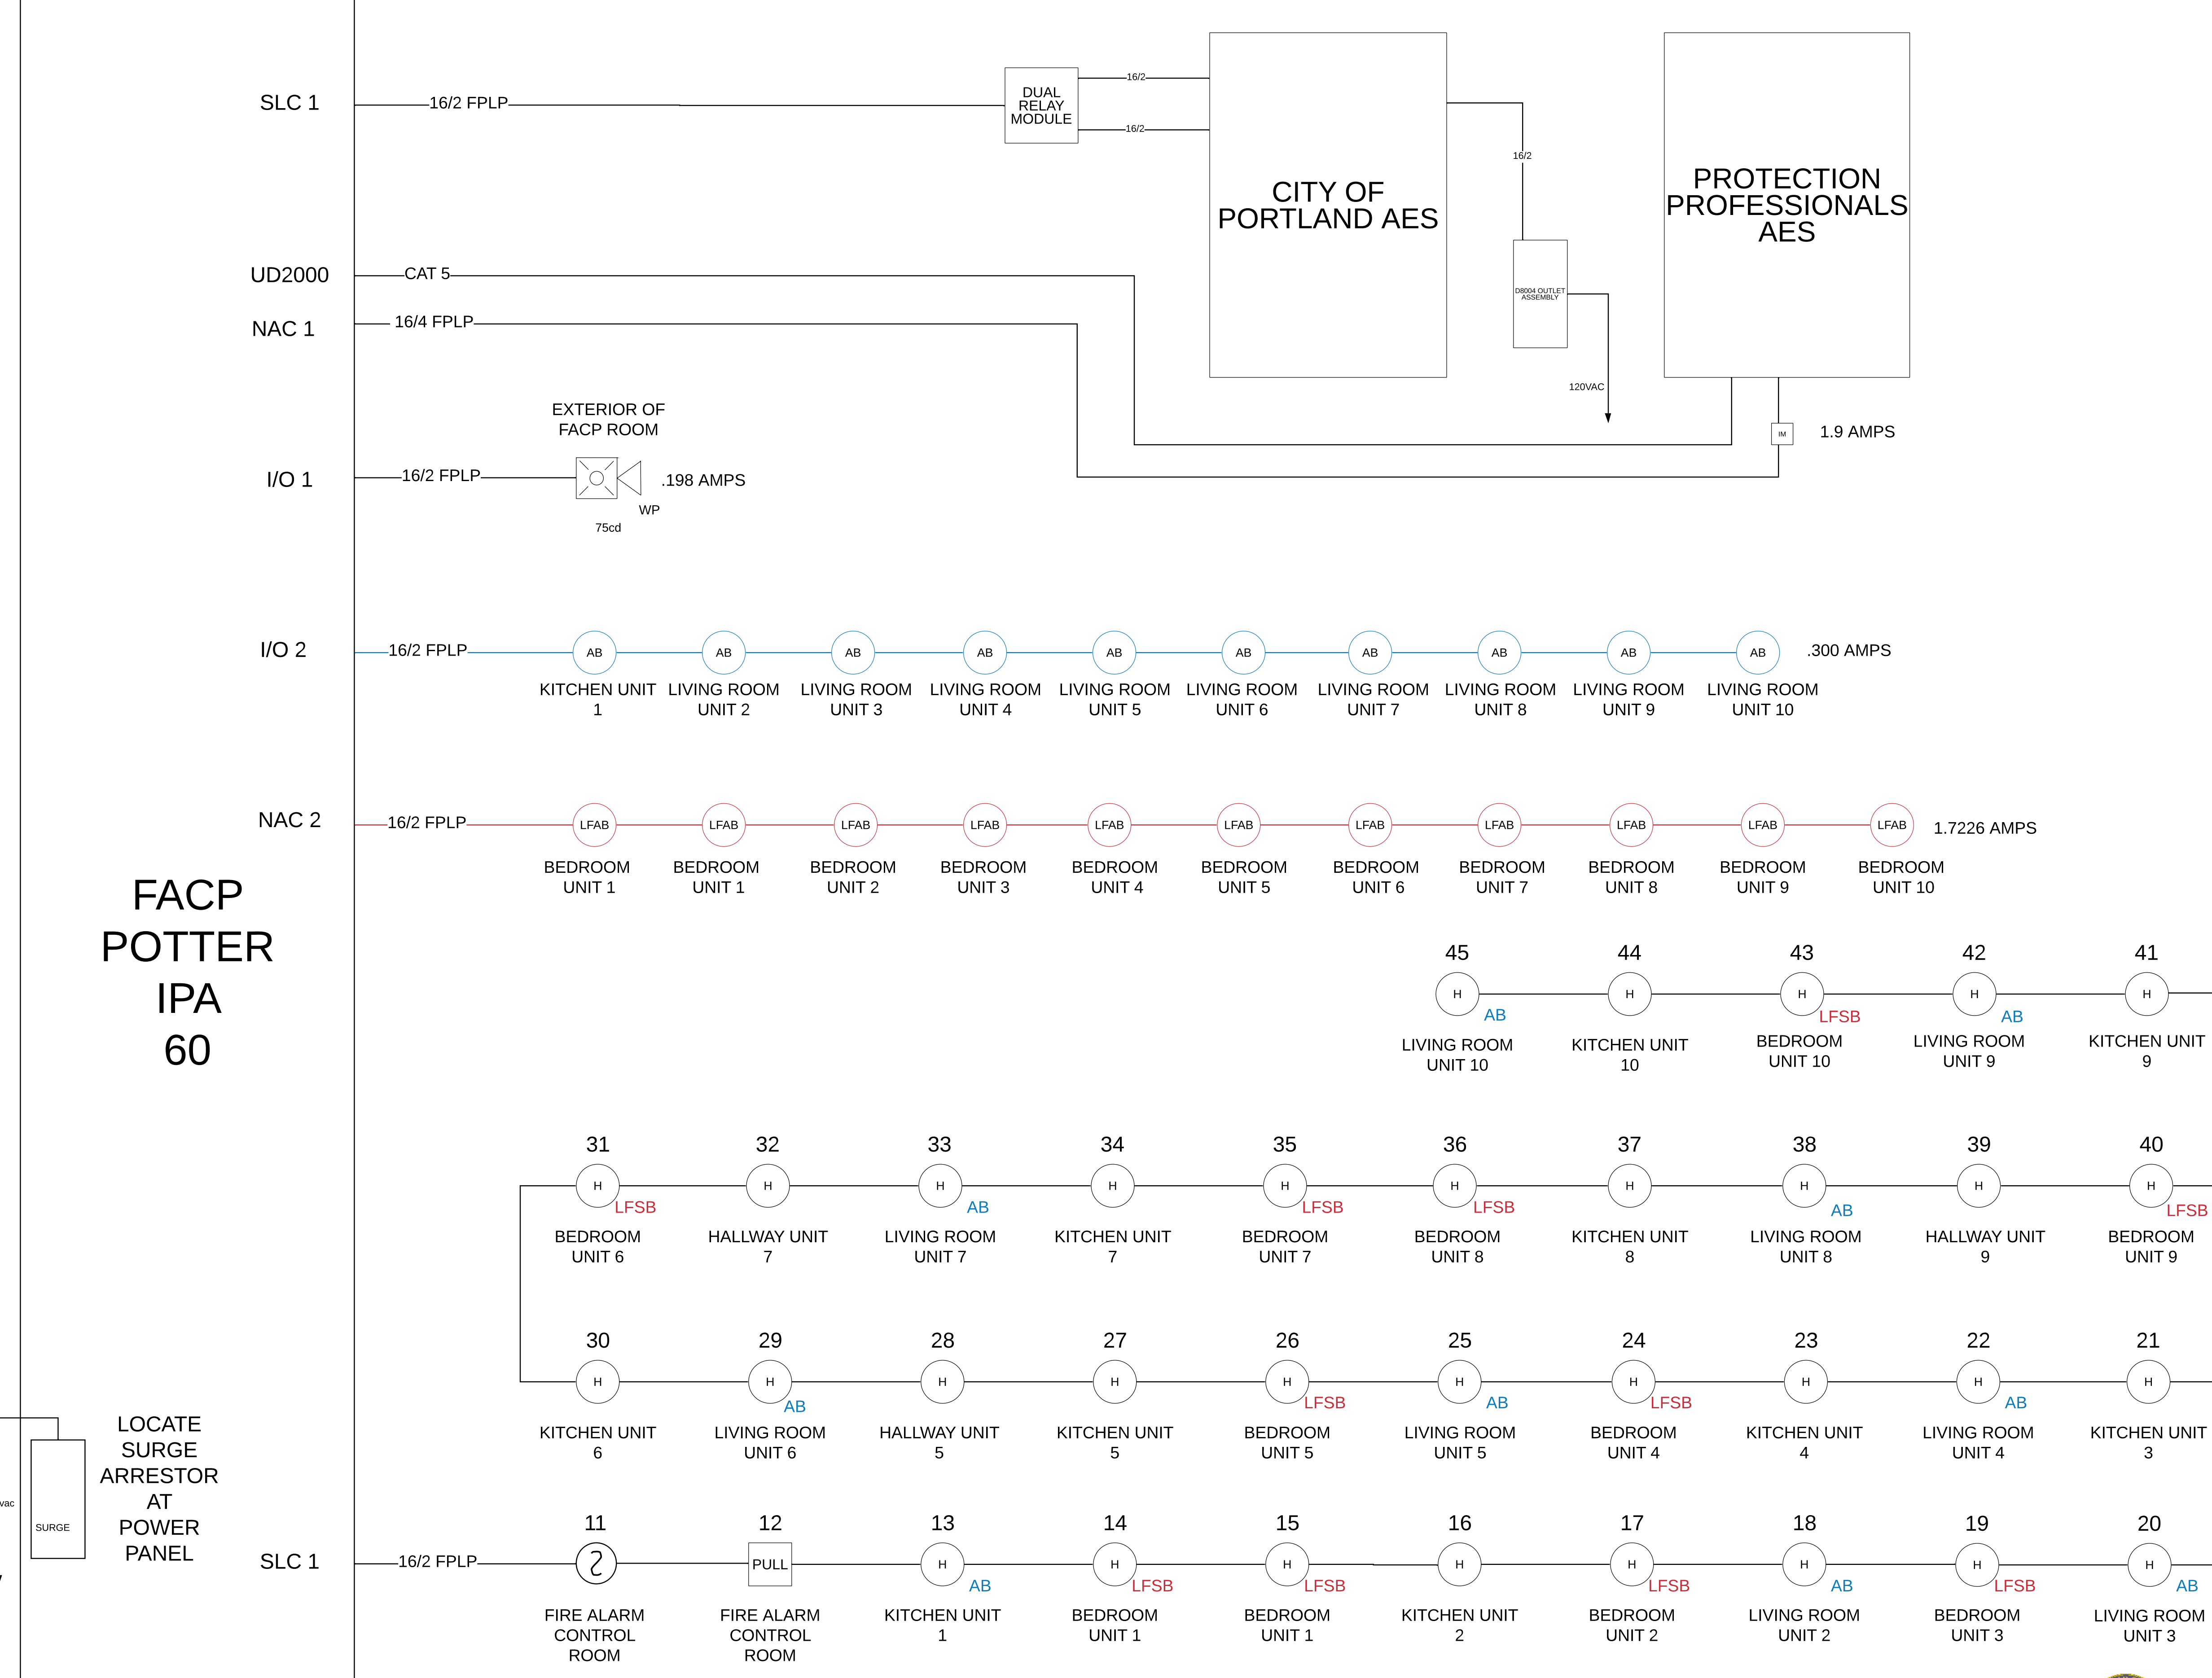 SLC 1
16/2 FPLP
DUAL
RELAY
MODULE
16/2
16/2
CITY OF
PORTLAND AES
16/2
D8004 OUTLET
ASSEMBLY
120VAC
PROTECTION
PROFESSIONALS
AES
UD2000
CAT 5
NAC 1
16/4 FPLP
IM
1.9 AMPS
EXTERIOR OF
FACP ROOM
I/O 1
16/2 FPLP
.198 AMPS
WP
75cd
I/O 2
16/2 FPLP
AB AB AB AB AB AB AB AB AB AB
.300 AMPS
KITCHEN UNIT LIVING ROOM LIVING ROOM LIVING ROOM LIVING ROOM LIVING ROOM LIVING ROOM LIVING ROOM LIVING ROOM LIVING ROOM
1 UNIT 2 UNIT 3 UNIT 4 UNIT 5 UNIT 6 UNIT 7 UNIT 8 UNIT 9 UNIT 10
NAC 2
16/2 FPLP
LFAB LFAB LFAB LFAB LFAB LFAB LFAB LFAB LFAB LFAB LFAB
1.7226 AMPS
BEDROOM BEDROOM BEDROOM BEDROOM BEDROOM BEDROOM BEDROOM BEDROOM BEDROOM BEDROOM BEDROOM
UNIT 1 UNIT 1 UNIT 2 UNIT 3 UNIT 4 UNIT 5 UNIT 6 UNIT 7 UNIT 8 UNIT 9 UNIT 10
FACP
POTTER
IPA
60
45 44 43 42 41
H H H H H
AB LFSB AB
LIVING ROOM KITCHEN UNIT BEDROOM LIVING ROOM KITCHEN UNIT
UNIT 10 10 UNIT 10 UNIT 9 9
31 32 33 34 35 36 37 38 39 40
H H H H H H H H H H
LFSB AB LFSB LFSB AB LFSB
BEDROOM HALLWAY UNIT LIVING ROOM KITCHEN UNIT BEDROOM BEDROOM KITCHEN UNIT LIVING ROOM HALLWAY UNIT BEDROOM
UNIT 6 7 UNIT 7 7 UNIT 7 UNIT 8 8 UNIT 8 9 UNIT 9
30 29 28 27 26 25 24 23 22 21
H H H H H H H H H H
AB LFSB AB LFSB AB
KITCHEN UNIT LIVING ROOM HALLWAY UNIT KITCHEN UNIT BEDROOM LIVING ROOM BEDROOM KITCHEN UNIT LIVING ROOM KITCHEN UNIT
6 UNIT 6 5 5 UNIT 5 UNIT 5 UNIT 4 4 UNIT 4 3
vac
SURGE
LOCATE
SURGE
ARRESTOR
AT
POWER
PANEL
SLC 1
16/2 FPLP
11 12 13 14 15 16 17 18 19 20
PULL H H H H H H H H
AB LFSB LFSB LFSB AB LFSB AB
FIRE ALARM FIRE ALARM KITCHEN UNIT BEDROOM BEDROOM KITCHEN UNIT BEDROOM LIVING ROOM BEDROOM LIVING ROOM
CONTROL CONTROL 1 UNIT 1 UNIT 1 2 UNIT 2 UNIT 2 UNIT 3 UNIT 3
ROOM ROOM